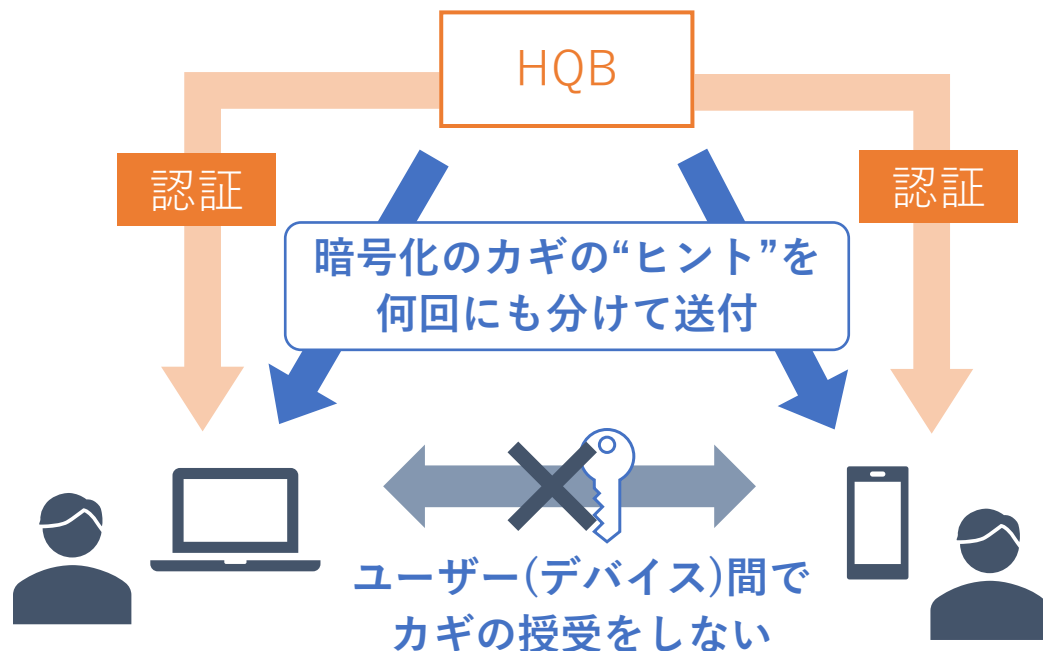 HQB
認証
認証
暗号化のカギの“ヒント”を
何回にも分けて送付
ユーザー(デバイス)間で
カギの授受をしない